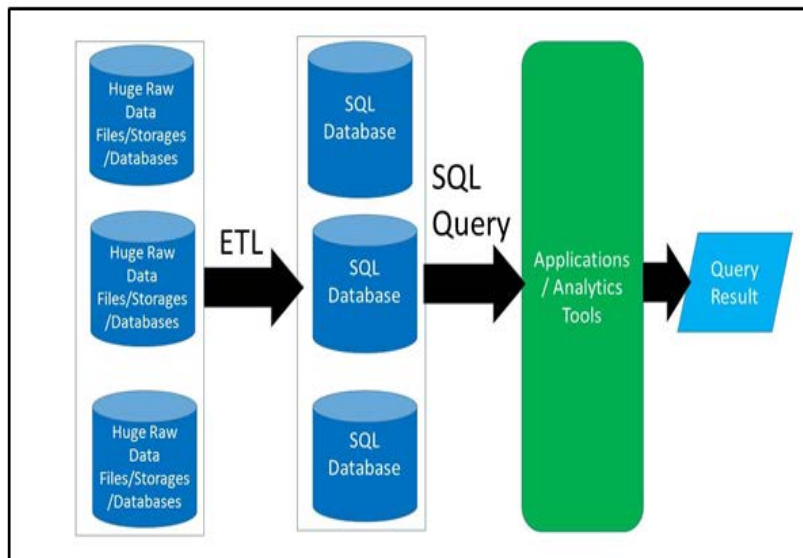 Huge Raw
Data
Files/Storages
/Databases
Huge Raw
Data
Files/Storages
/Databases
Huge Raw
Data
Files/Storages
/Databases
ETL
SQL
Database
SQL
Database
SQL
Database
SQL
Query
Applications
/ Analytics
Tools
Query
Result